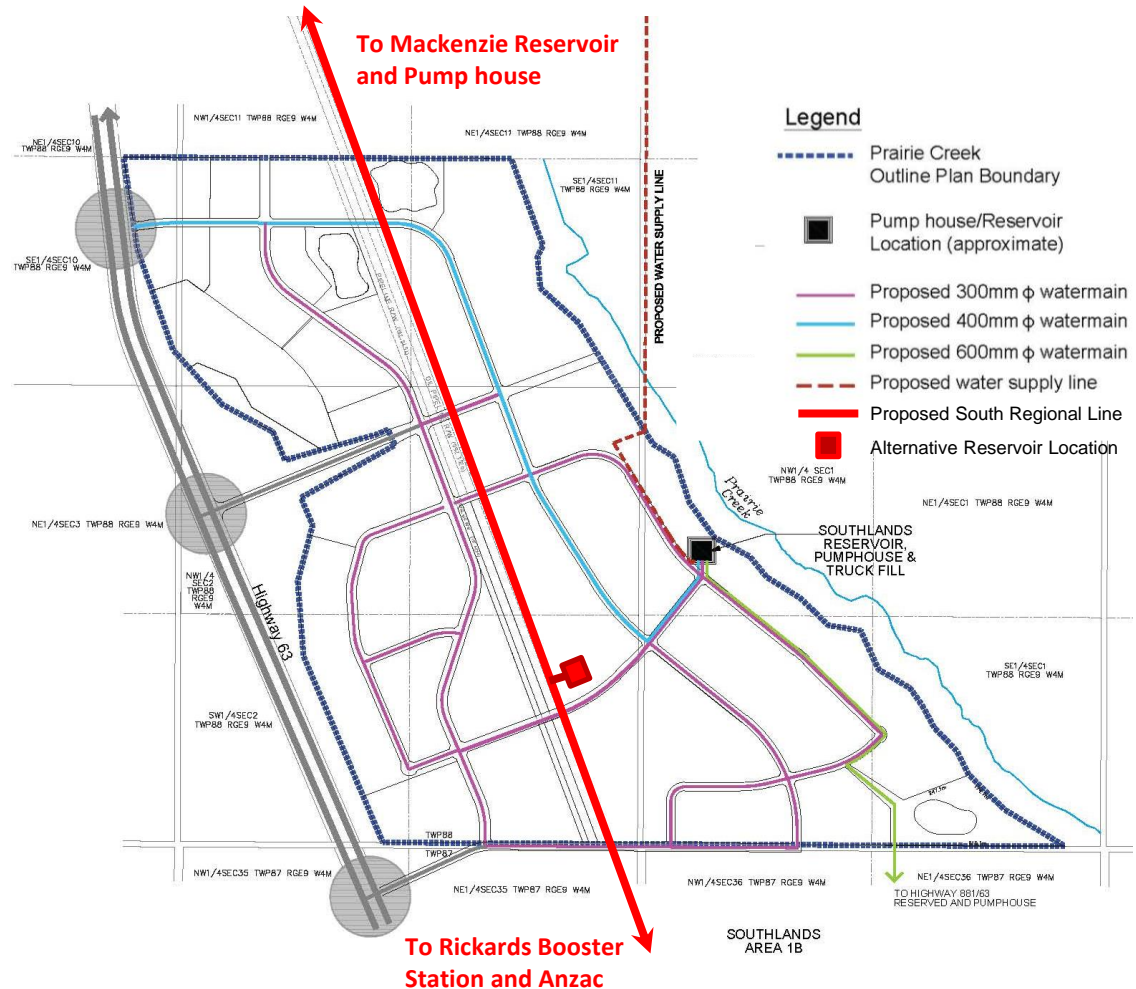 To Mackenzie Reservoir
and Pump house
NW1/4SEC11 TWP88 RGE9 W4M
NE1/4SEC11 TWP88 RGE9 W4M
NE1/4SEC10
TWP88 RGE9 W4M
SE1/4SEC11
TWP88 RGE9 W4M
SE1/4SEC10
TWP88 RGE9 W4M
PROPOSED WATER SUPPLY LINE
Legend
Prairie Creek
Outline Plan Boundary
Pump house/Reservoir
Location (approximate)
Proposed 300mm ϕ watermain
Proposed 400mm ϕ watermain
Proposed 600mm ϕ watermain
Proposed water supply line
Proposed South Regional Line
Alternative Reservoir Location
NW1/4 SEC1
TWP88 RGE9 W4M
NE1/4SEC1 TWP88 RGE9 W4M
Prairie
Creek
SOUTHLANDS
RESERVOIR,
PUMPHOUSE &
TRUCK FILL
NE1/4SEC3 TWP88 RGE9 W4M
NW1/4
SEC2
TWP88
RGE9
W4M
Highway 63
SW1/4SEC2
TWP88 RGE9 W4M
SE1/4SEC1
TWP88 RGE9 W4M
TWP88
TWP87
NW1/4SEC35 TWP87 RGE9 W4M
NE1/4SEC35 TWP87 RGE9 W4M
NW1/4SEC36 TWP87 RGE9 W4M
NE1/4SEC36 TWP87 RGE9 W4M
TO HIGHWAY 881/63
RESERVED AND PUMPHOUSE
SOUTHLANDS
AREA 1B
To Rickards Booster
Station and Anzac